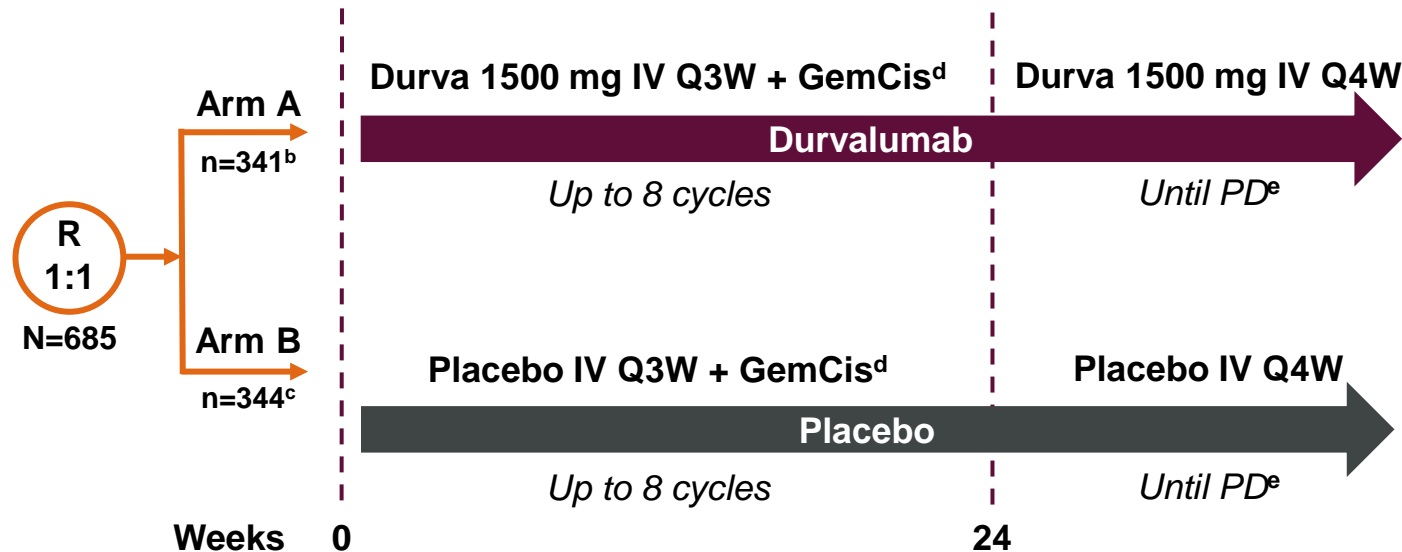 Durva 1500 mg IV Q3W + GemCisᵈ
Durva 1500 mg IV Q4W
Arm A
n=341ᵇ
Durvalumab
Up to 8 cycles
Until PDᵉ
R
1:1
N=685
Arm B
n=344ᶜ
Placebo IV Q3W + GemCisᵈ
Placebo IV Q4W
Placebo
Up to 8 cycles
Until PDᵉ
Weeks 0 24